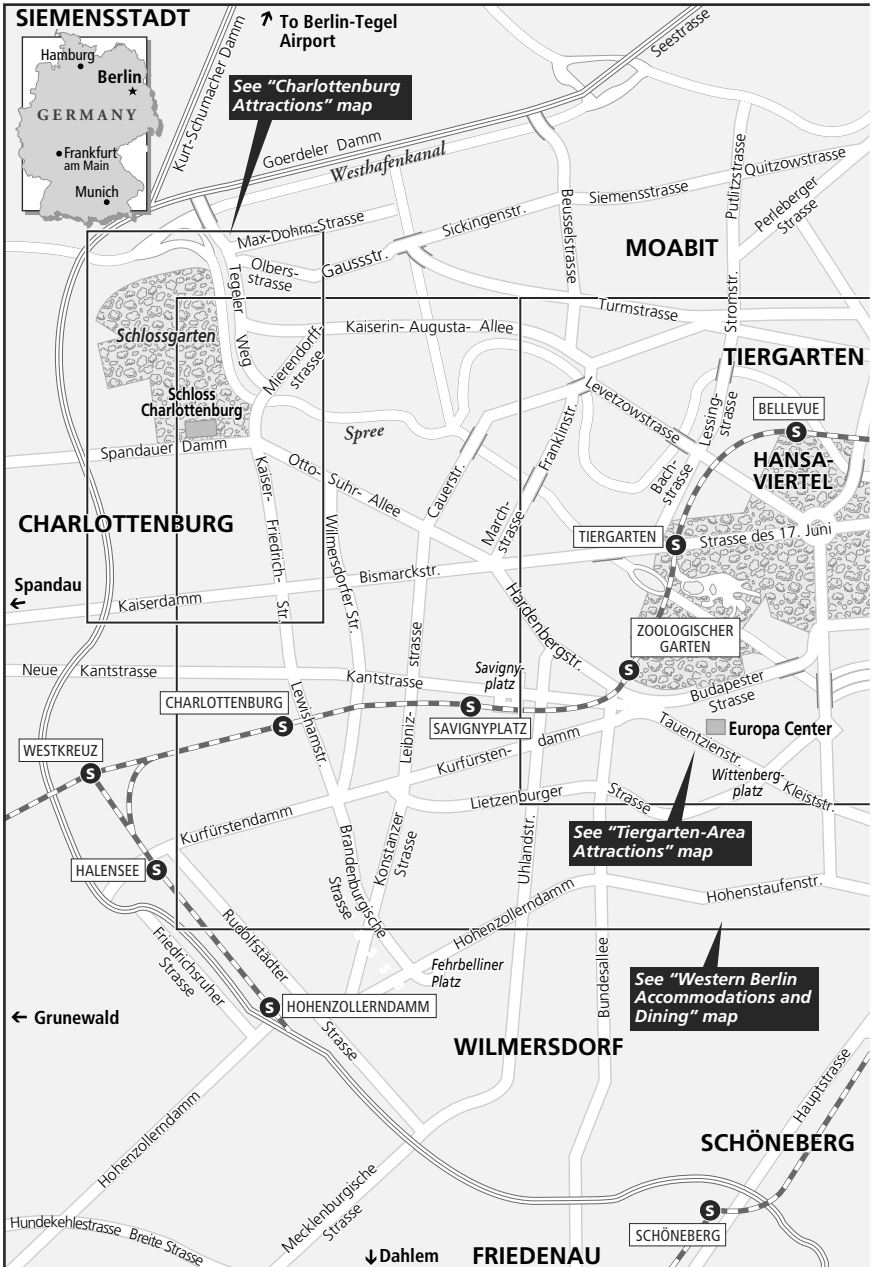 SIEMENSSTADT
To Berlin-Tegel
Airport
Seestrasse
Hamburg
Berlin
GERMANY
Frankfurt
am Main
Munich
Kurt-Schumacher Damm
See "Charlottenburg
Attractions" map
Goerdeler Damm
Westhafenkanal
Beusselstrasse
Siemensstrasse
Putlitzstrasse
Quitzowstrasse
Perleberger
Strasse
Max-Dohrn-Strasse
Sickingenstr.
MOABIT
Olbers-
strasse
Gaussstr.
Tegeler
Weg
Schlossgarten
Kaiserin- Augusta- Allee
Turmstrasse
Stromstr.
TIERGARTEN
Mierendorff-
strasse
Schloss
Charlottenburg
Levetzowstrasse
Lessing-
strasse
BELLEVUE
S
Spree
Franklinstr.
HANSA-
VIERTEL
Spandauer Damm
Otto- Suhr- Allee
Cauerstr.
Bach-
strasse
Kaiser- Friedrich- Str.
Wilmersdorfer Str.
March-
strasse
CHARLOTTENBURG
TIERGARTEN
S
Strasse des 17. Juni
Spandau
Kaiserdamm
Bismarckstr.
Hardenbergstr.
ZOOLOGISCHER
GARTEN
S
Neue Kantstrasse
Kantstrasse
Leibniz- strasse
Savigny-
platz
Budapester
Strasse
CHARLOTTENBURG
S
Lewishamstr.
SAVIGNYPLATZ
S
Europa Center
Tauentzienstr.
WESTKREUZ
S
Kurfürsten- damm
Wittenberg-
platz
Kleiststr.
Lietzenburger Strasse
Kurfürstendamm
Uhlandstr.
See "Tiergarten-Area
Attractions" map
HALENSEE
S
Brandenburgische
Strasse
Konstanzer
Strasse
Hohenzollerndamm
Hohenstaufenstr.
Rudolfstädter Strasse
Friedrichsruher
Strasse
Fehrbelliner
Platz
Bundesallee
See "Western Berlin
Accommodations and
Dining" map
HOHENZOLLERNDAMM
S
Grunewald
WILMERSDORF
Hauptstrasse
Hohenzollerndamm
SCHÖNEBERG
Mecklenburgische
Strasse
S
SCHÖNEBERG
Hundekehlestrasse Breite Strasse
Dahlem
FRIEDENAU